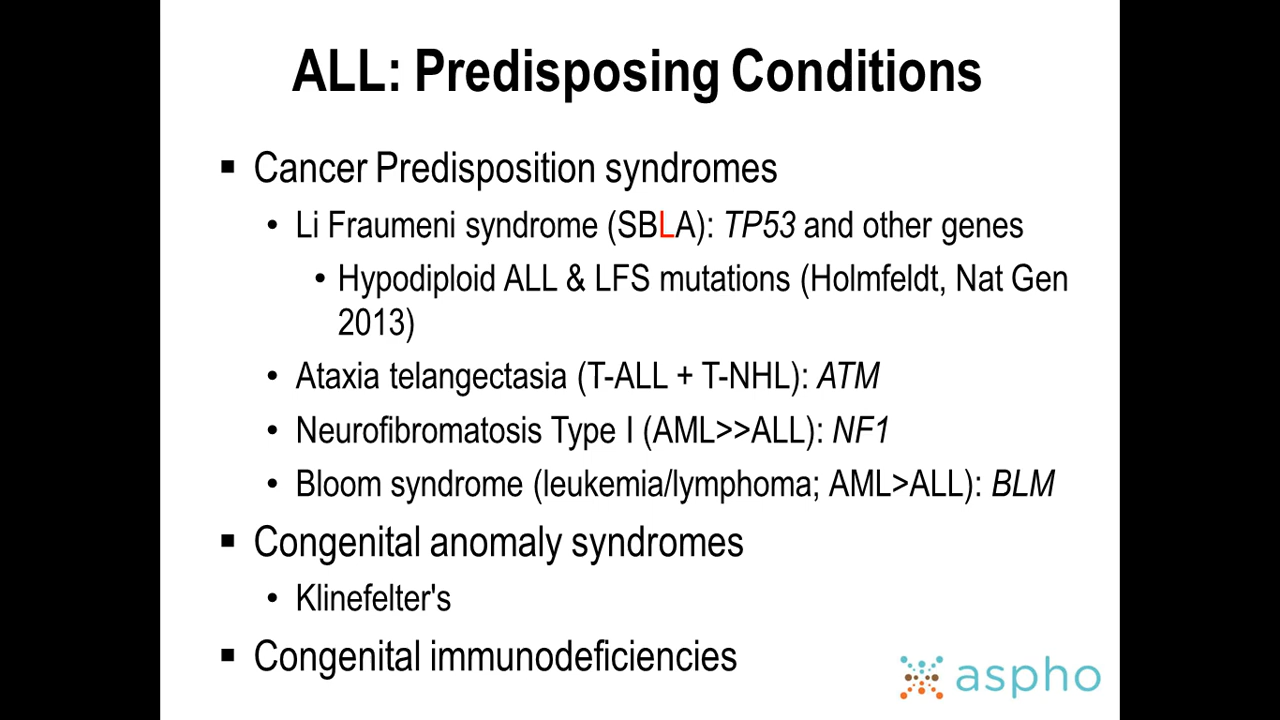 ALL: Predisposing Conditions
▪ Cancer Predisposition syndromes
• Li Fraumeni syndrome (SBLA): TP53 and other genes
• Hypodiploid ALL & LFS mutations (Holmfeldt, Nat Gen
2013)
• Ataxia telangectasia (T-ALL + T-NHL): ATM
• Neurofibromatosis Type I (AML>>ALL): NF1
• Bloom syndrome (leukemia/lymphoma; AML>ALL): BLM
▪ Congenital anomaly syndromes
• Klinefelter's
▪ Congenital immunodeficiencies
aspho